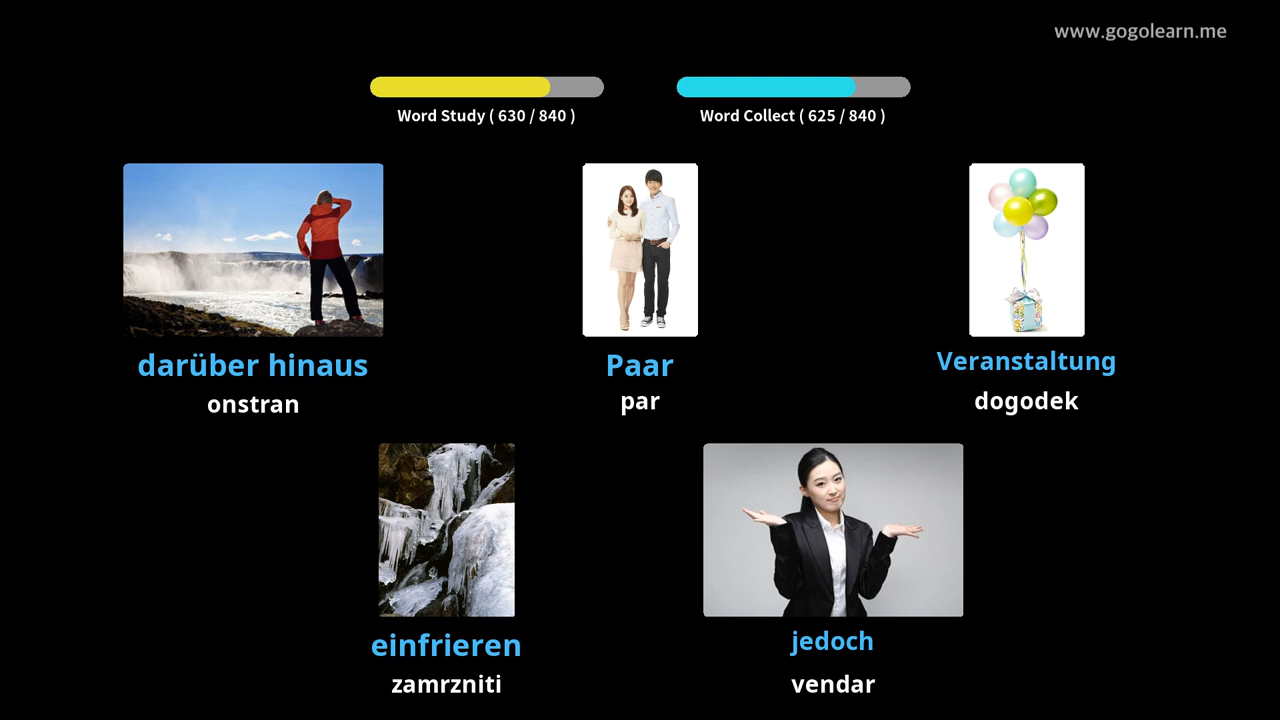 www.gogolearn.me
Word Study ( 630 / 840 )
Word Collect ( 625 / 840 )
darüber hinaus
onstran
Paar
par
Veranstaltung
dogodek
einfrieren
zamrzniti
jedoch
vendar